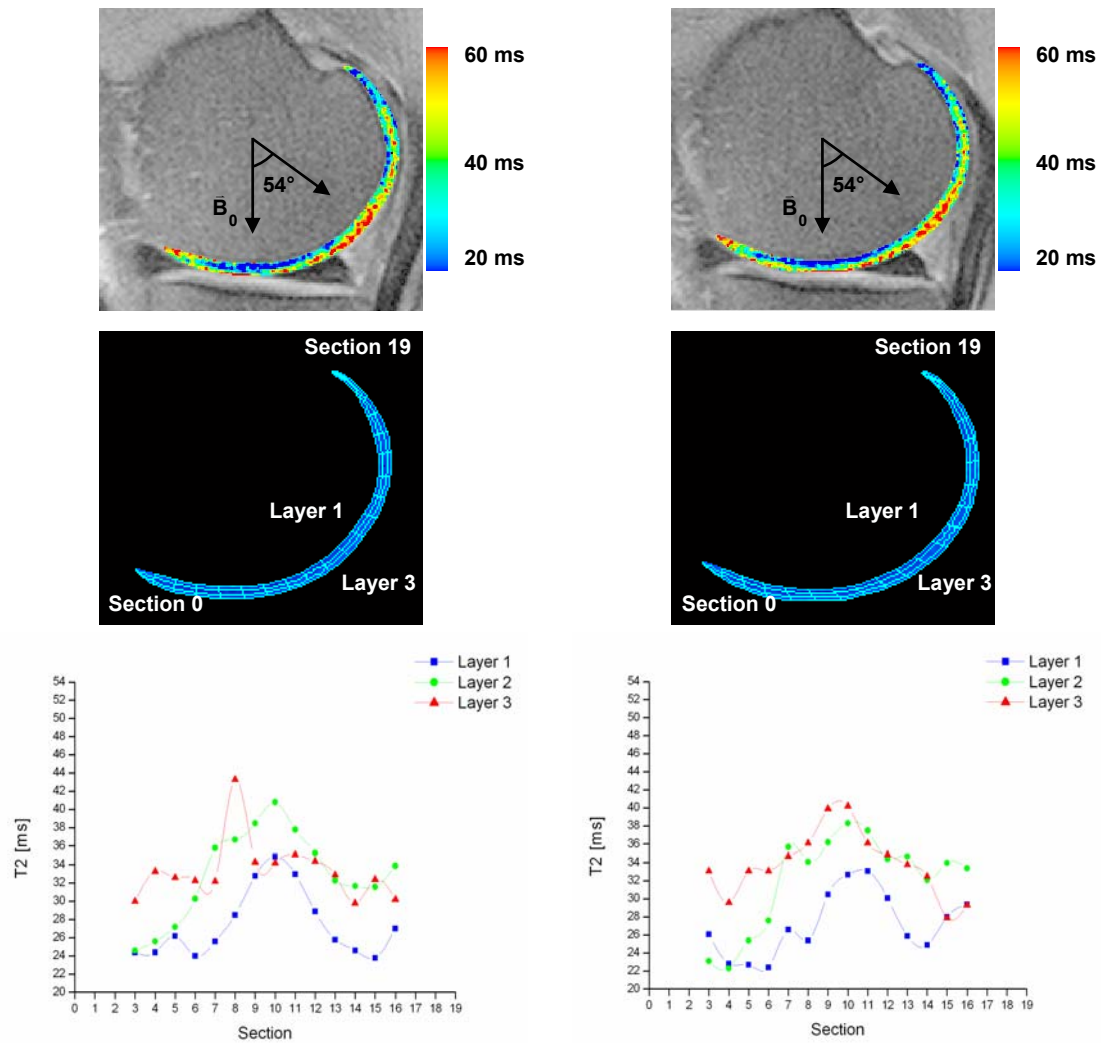 60 ms
40 ms
20 ms
54°
B⃗0
60 ms
40 ms
20 ms
54°
B⃗0
Section 19
Layer 1
Layer 3
Section 0
Section 19
Layer 1
Layer 3
Section 0
Layer 1
Layer 2
Layer 3
54
52
50
48
46
44
42
40
38
36
34
32
30
28
26
24
22
20
T2 [ms]
0 1 2 3 4 5 6 7 8 9 10 11 12 13 14 15 16 17 18 19
Section
Layer 1
Layer 2
Layer 3
54
52
50
48
46
44
42
40
38
36
34
32
30
28
26
24
22
20
T2 [ms]
0 1 2 3 4 5 6 7 8 9 10 11 12 13 14 15 16 17 18 19
Section